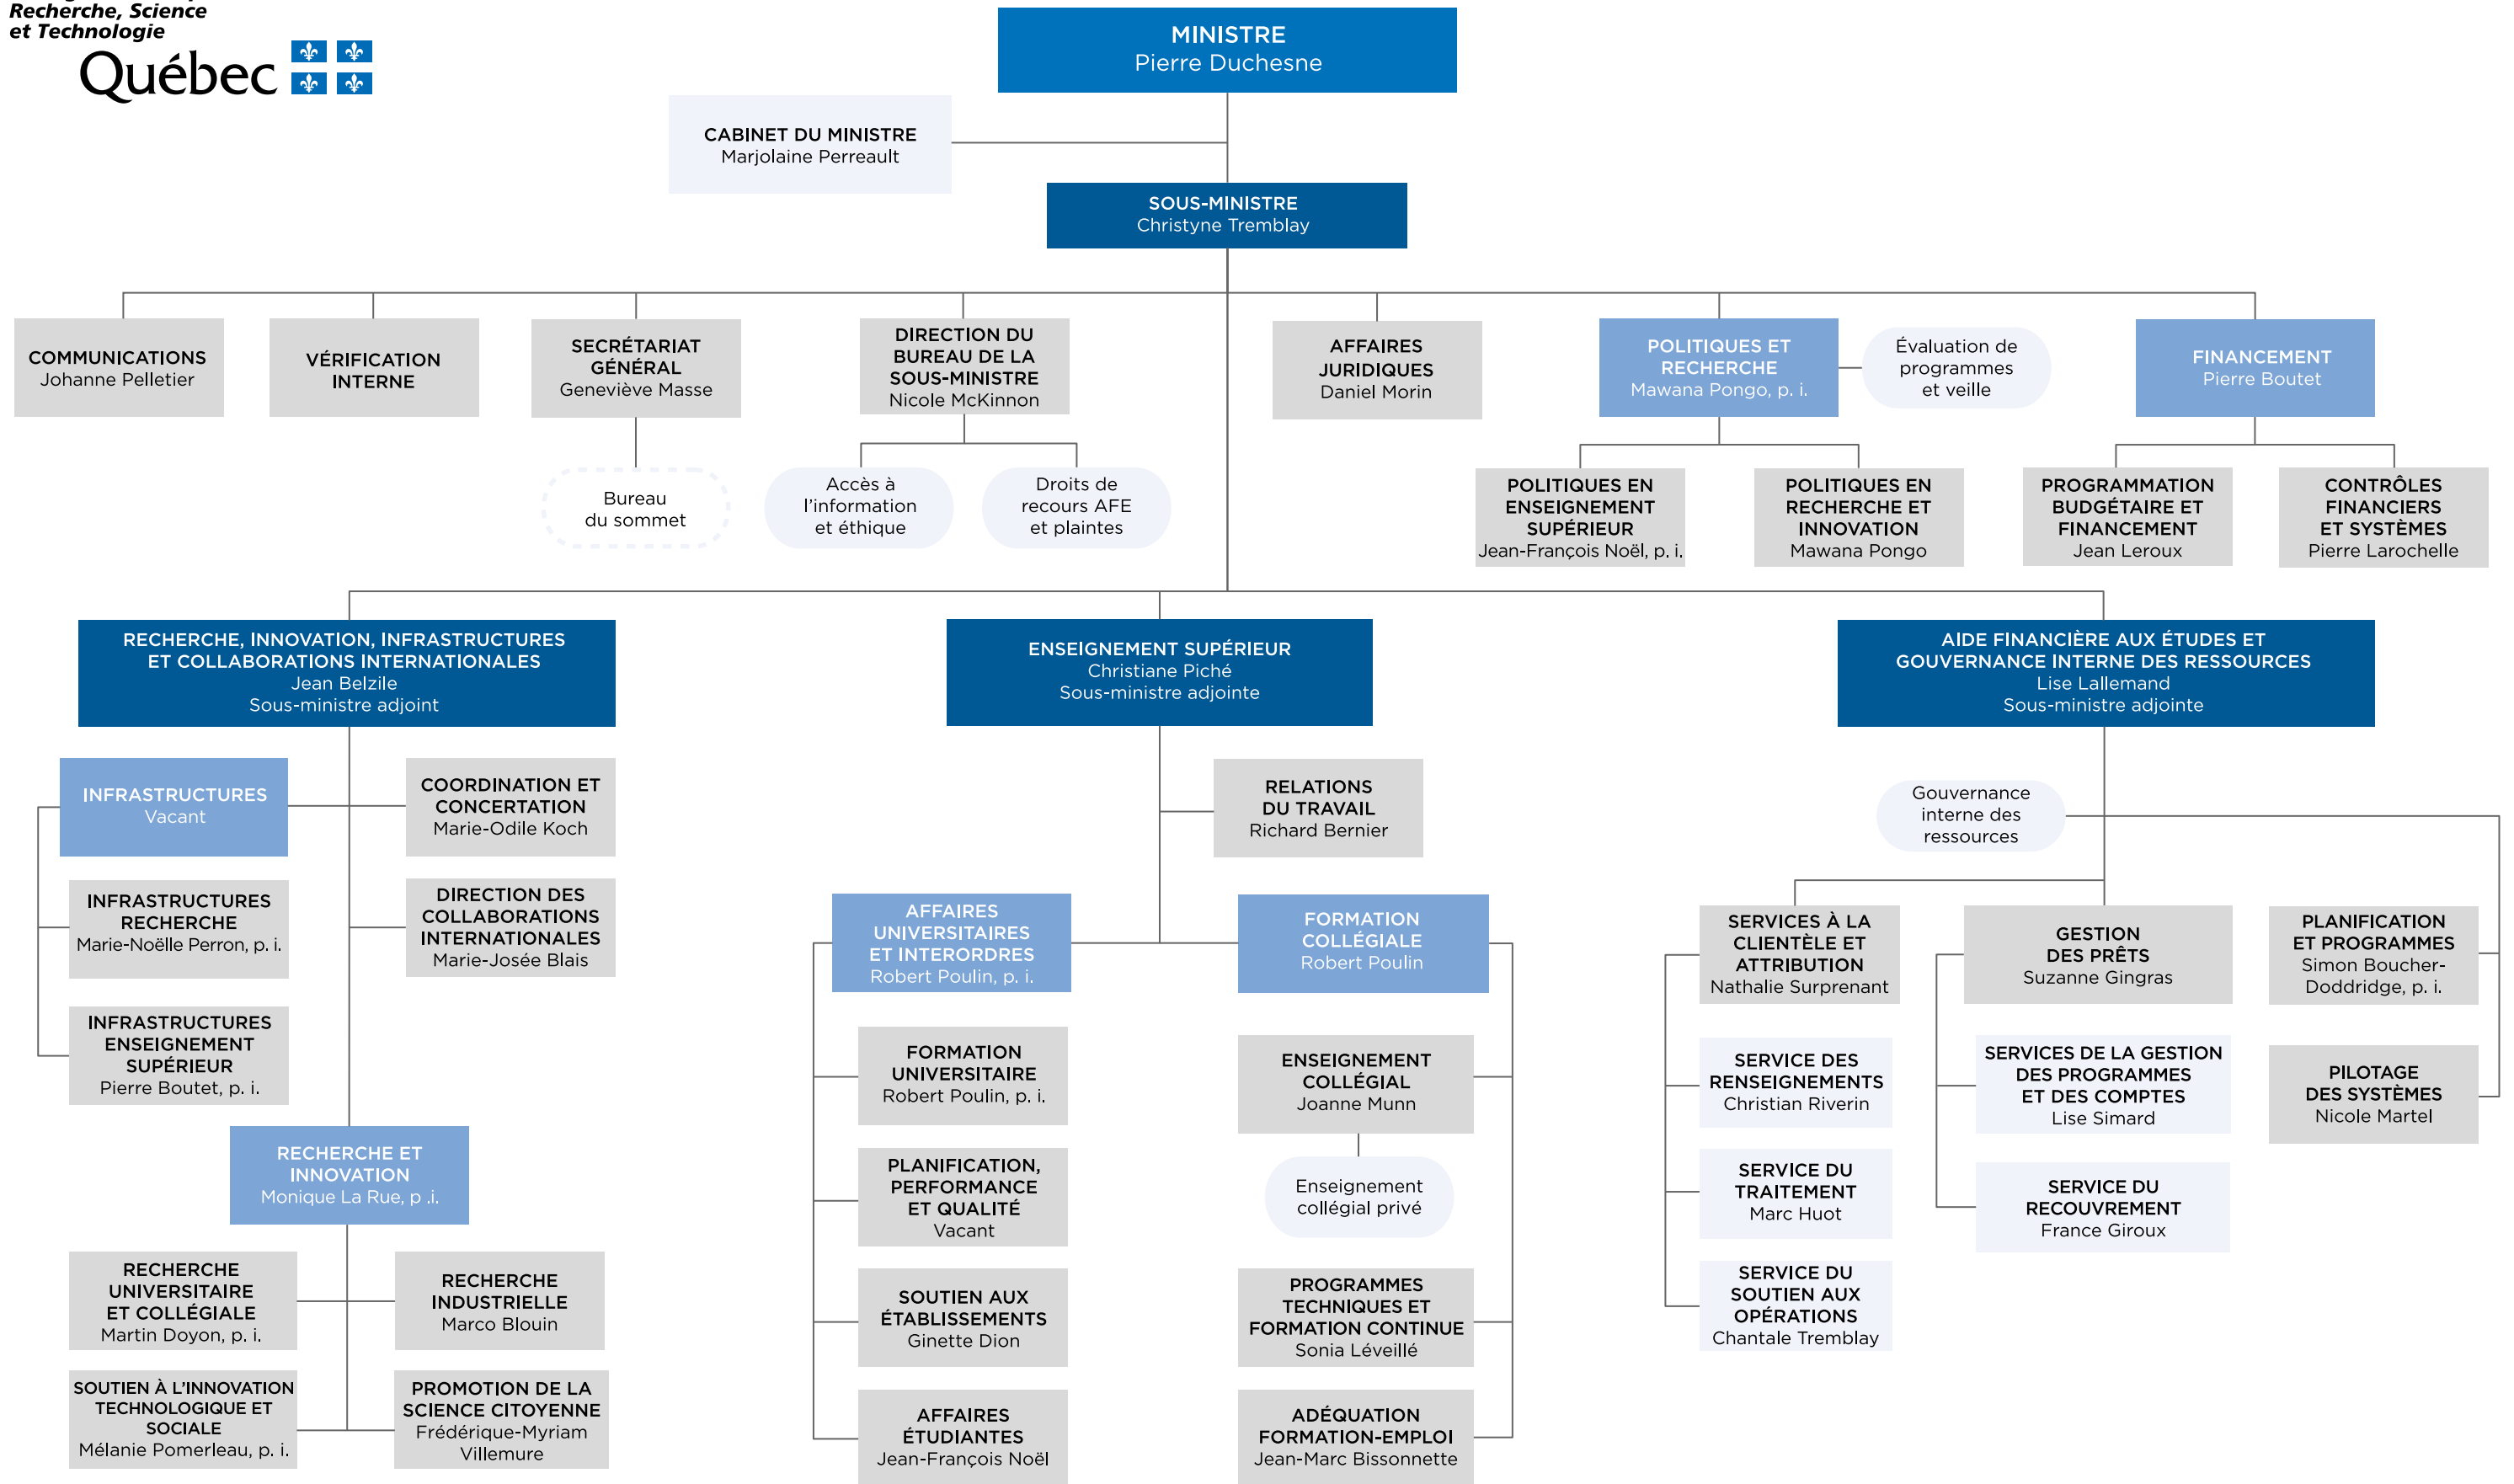 Recherche, Science
et Technologie
Québec
MINISTRE
Pierre Duchesne
CABINET DU MINISTRE
Marjolaine Perreault
SOUS-MINISTRE
Christyne Tremblay
COMMUNICATIONS
Johanne Pelletier
VÉRIFICATION
INTERNE
SECRÉTARIAT
GÉNÉRAL
Geneviève Masse
DIRECTION DU
BUREAU DE LA
SOUS-MINISTRE
Nicole McKinnon
AFFAIRES
JURIDIQUES
Daniel Morin
POLITIQUES ET
RECHERCHE
Mawana Pongo, p. i.
Évaluation de
programmes
et veille
FINANCEMENT
Pierre Boutet
Bureau
du sommet
Accès à
l'information
et éthique
Droits de
recours AFE
et plaintes
POLITIQUES EN
ENSEIGNEMENT
SUPÉRIEUR
Jean-François Noël, p. i.
POLITIQUES EN
RECHERCHE ET
INNOVATION
Mawana Pongo
PROGRAMMATION
BUDGÉTAIRE ET
FINANCEMENT
Jean Leroux
CONTRÔLES
FINANCIERS
ET SYSTÈMES
Pierre Larochelle
RECHERCHE, INNOVATION, INFRASTRUCTURES
ET COLLABORATIONS INTERNATIONALES
Jean Belzile
Sous-ministre adjoint
ENSEIGNEMENT SUPÉRIEUR
Christiane Piché
Sous-ministre adjointe
AIDE FINANCIÈRE AUX ÉTUDES ET
GOUVERNANCE INTERNE DES RESSOURCES
Lise Lallemand
Sous-ministre adjointe
INFRASTRUCTURES
Vacant
COORDINATION ET
CONCERTATION
Marie-Odile Koch
INFRASTRUCTURES
RECHERCHE
Marie-Noëlle Perron, p. i.
DIRECTION DES
COLLABORATIONS
INTERNATIONALES
Marie-Josée Blais
INFRASTRUCTURES
ENSEIGNEMENT
SUPÉRIEUR
Pierre Boutet, p. i.
RECHERCHE ET
INNOVATION
Monique La Rue, p .i.
RECHERCHE
UNIVERSITAIRE
ET COLLÉGIALE
Martin Doyon, p. i.
RECHERCHE
INDUSTRIELLE
Marco Blouin
SOUTIEN À L'INNOVATION
TECHNOLOGIQUE ET
SOCIALE
Mélanie Pomerleau, p. i.
PROMOTION DE LA
SCIENCE CITOYENNE
Frédérique-Myriam
Villemure
RELATIONS
DU TRAVAIL
Richard Bernier
AFFAIRES
UNIVERSITAIRES
ET INTERORDRES
Robert Poulin, p. i.
FORMATION
COLLÉGIALE
Robert Poulin
FORMATION
UNIVERSITAIRE
Robert Poulin, p. i.
ENSEIGNEMENT
COLLÉGIAL
Joanne Munn
PLANIFICATION,
PERFORMANCE
ET QUALITÉ
Vacant
Enseignement
collégial privé
SOUTIEN AUX
ÉTABLISSEMENTS
Ginette Dion
PROGRAMMES
TECHNIQUES ET
FORMATION CONTINUE
Sonia Léveillé
AFFAIRES
ÉTUDIANTES
Jean-François Noël
ADÉQUATION
FORMATION-EMPLOI
Jean-Marc Bissonnette
Gouvernance
interne des
ressources
SERVICES À LA
CLIENTÈLE ET
ATTRIBUTION
Nathalie Surprenant
GESTION
DES PRÊTS
Suzanne Gingras
PLANIFICATION
ET PROGRAMMES
Simon Boucher-
Doddridge, p. i.
SERVICE DES
RENSEIGNEMENTS
Christian Riverin
SERVICES DE LA GESTION
DES PROGRAMMES
ET DES COMPTES
Lise Simard
PILOTAGE
DES SYSTÈMES
Nicole Martel
SERVICE DU
TRAITEMENT
Marc Huot
SERVICE DU
RECOUVREMENT
France Giroux
SERVICE DU
SOUTIEN AUX
OPÉRATIONS
Chantale Tremblay